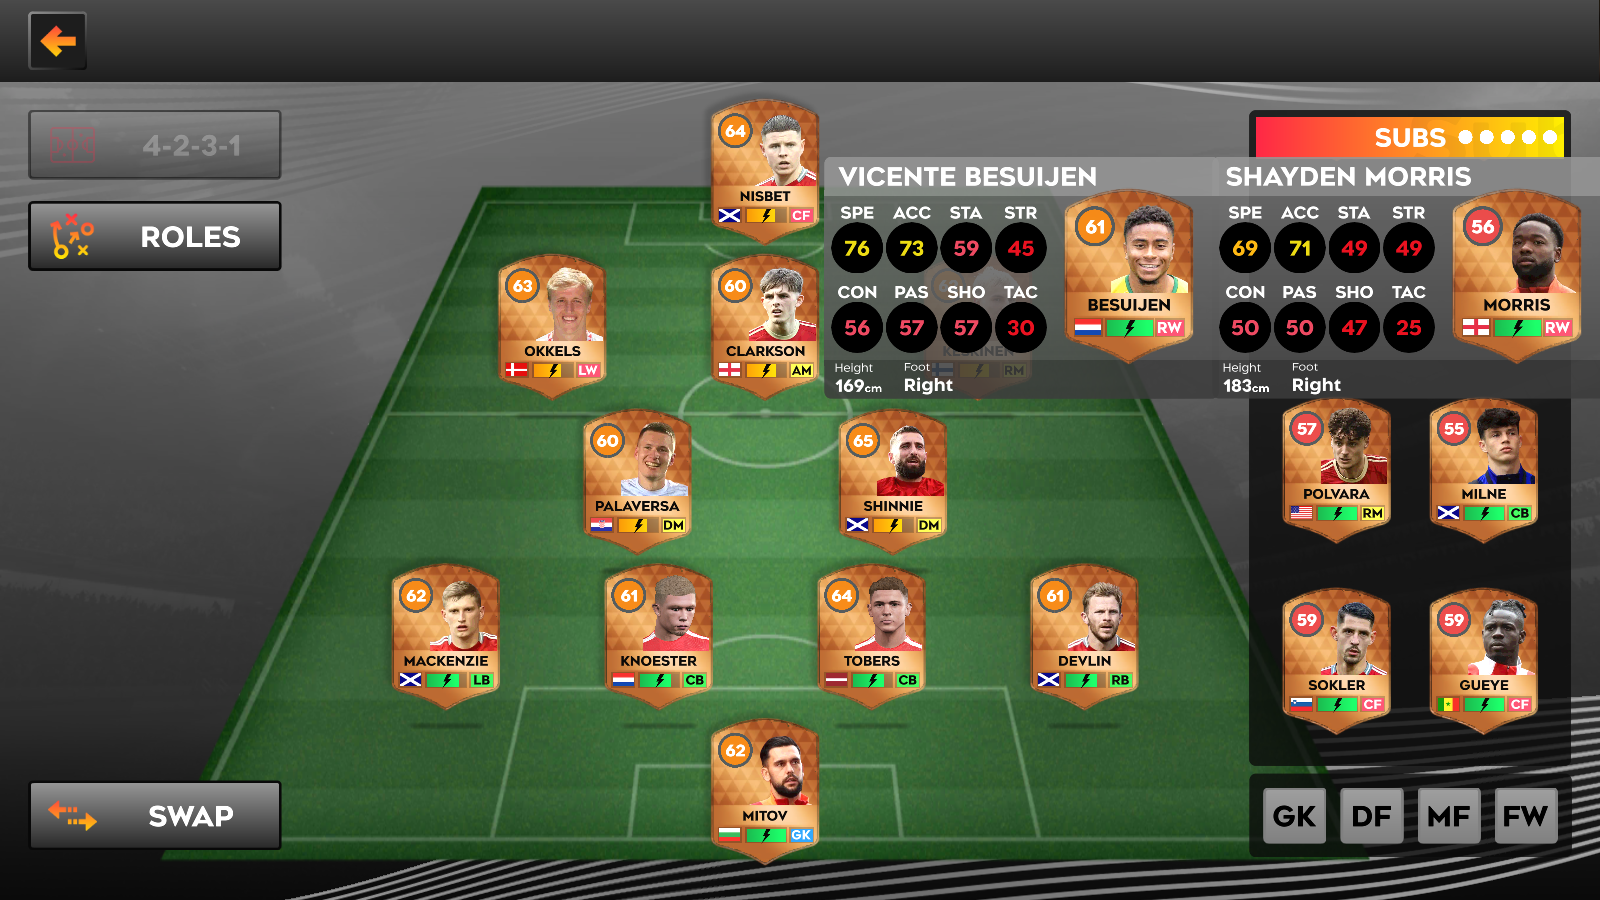 4-2-3-1
ROLES
SWAP
64
NISBET
CF
63
OKKELS
LW
60
CLARKSON
AM
KESKINEN
RM
60
PALAVERSA
DM
65
SHINNIE
DM
62
MACKENZIE
LB
61
KNOESTER
CB
64
TOBERS
CB
61
DEVLIN
RB
62
MITOV
GK
VICENTE BESUIJEN
SPE ACC STA STR
76 73 59 45
CON PAS SHO TAC
56 57 57 30
Height Foot
169cm Right
61
BESUIJEN
RW
SUBS
SHAYDEN MORRIS
SPE ACC STA STR
69 71 49 49
CON PAS SHO TAC
50 50 47 25
Height Foot
183cm Right
56
MORRIS
RW
57
POLVARA
RM
55
MILNE
CB
59
SOKLER
CF
59
GUEYE
CF
GK DF MF FW